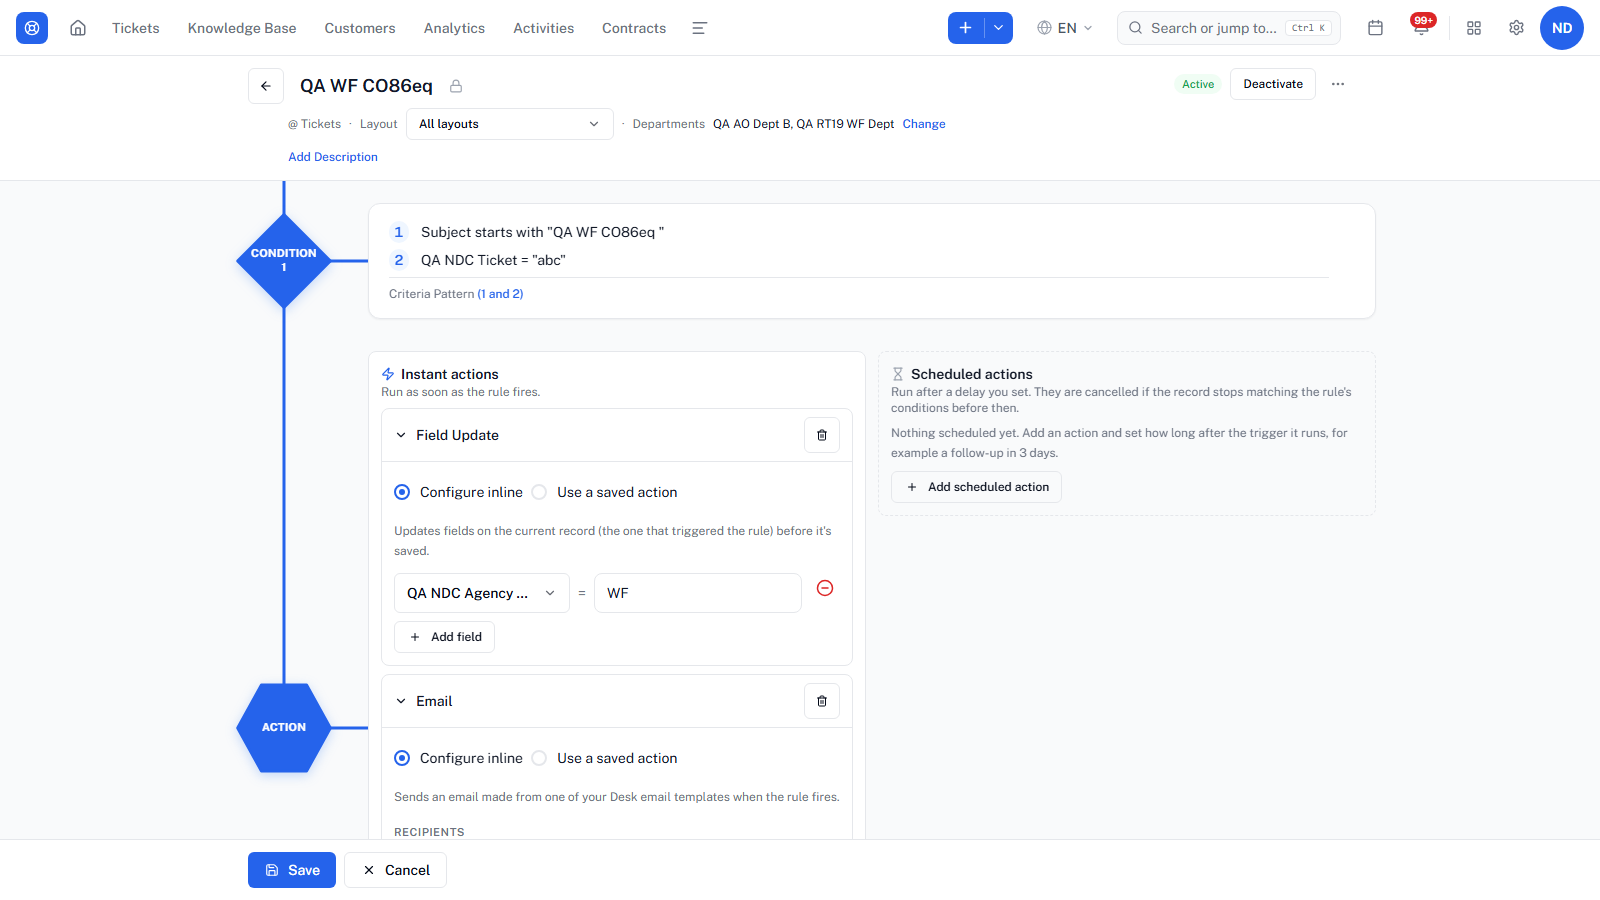 Tickets Knowledge Base Customers Analytics Activities Contracts EN Search or jump to... Ctrl K 99+ ND
QA WF CO86eq Active Deactivate
@ Tickets · Layout All layouts · Departments QA AO Dept B, QA RT19 WF Dept Change
Add Description
CONDITION
1
1 Subject starts with "QA WF CO86eq "
2 QA NDC Ticket = "abc"
Criteria Pattern (1 and 2)
Instant actions
Run as soon as the rule fires.
Field Update
Configure inline Use a saved action
Updates fields on the current record (the one that triggered the rule) before it's
saved.
QA NDC Agency ... = WF
Add field
Scheduled actions
Run after a delay you set. They are cancelled if the record stops matching the rule's
conditions before then.
Nothing scheduled yet. Add an action and set how long after the trigger it runs, for
example a follow-up in 3 days.
Add scheduled action
ACTION
Email
Configure inline Use a saved action
Sends an email made from one of your Desk email templates when the rule fires.
RECIPIENTS
Save Cancel